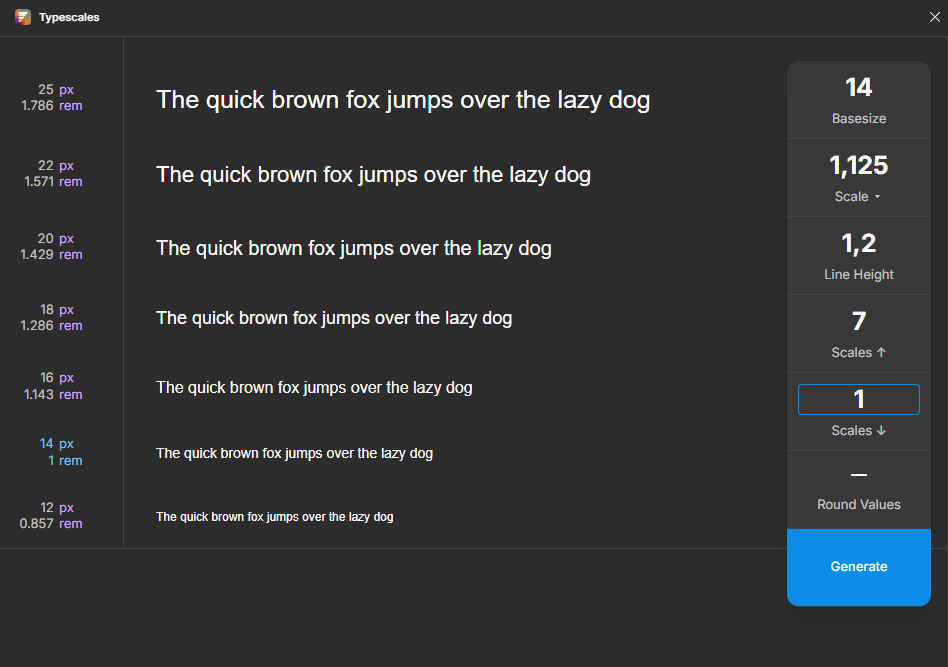 Typescales
25 px
1.786 rem
The quick brown fox jumps over the lazy dog
22 px
1.571 rem
The quick brown fox jumps over the lazy dog
20 px
1.429 rem
The quick brown fox jumps over the lazy dog
18 px
1.286 rem
The quick brown fox jumps over the lazy dog
16 px
1.143 rem
The quick brown fox jumps over the lazy dog
14 px
1 rem
The quick brown fox jumps over the lazy dog
12 px
0.857 rem
The quick brown fox jumps over the lazy dog
14
Basesize
1,125
Scale
1,2
Line Height
7
Scales ↑
1
Scales ↓
—
Round Values
Generate